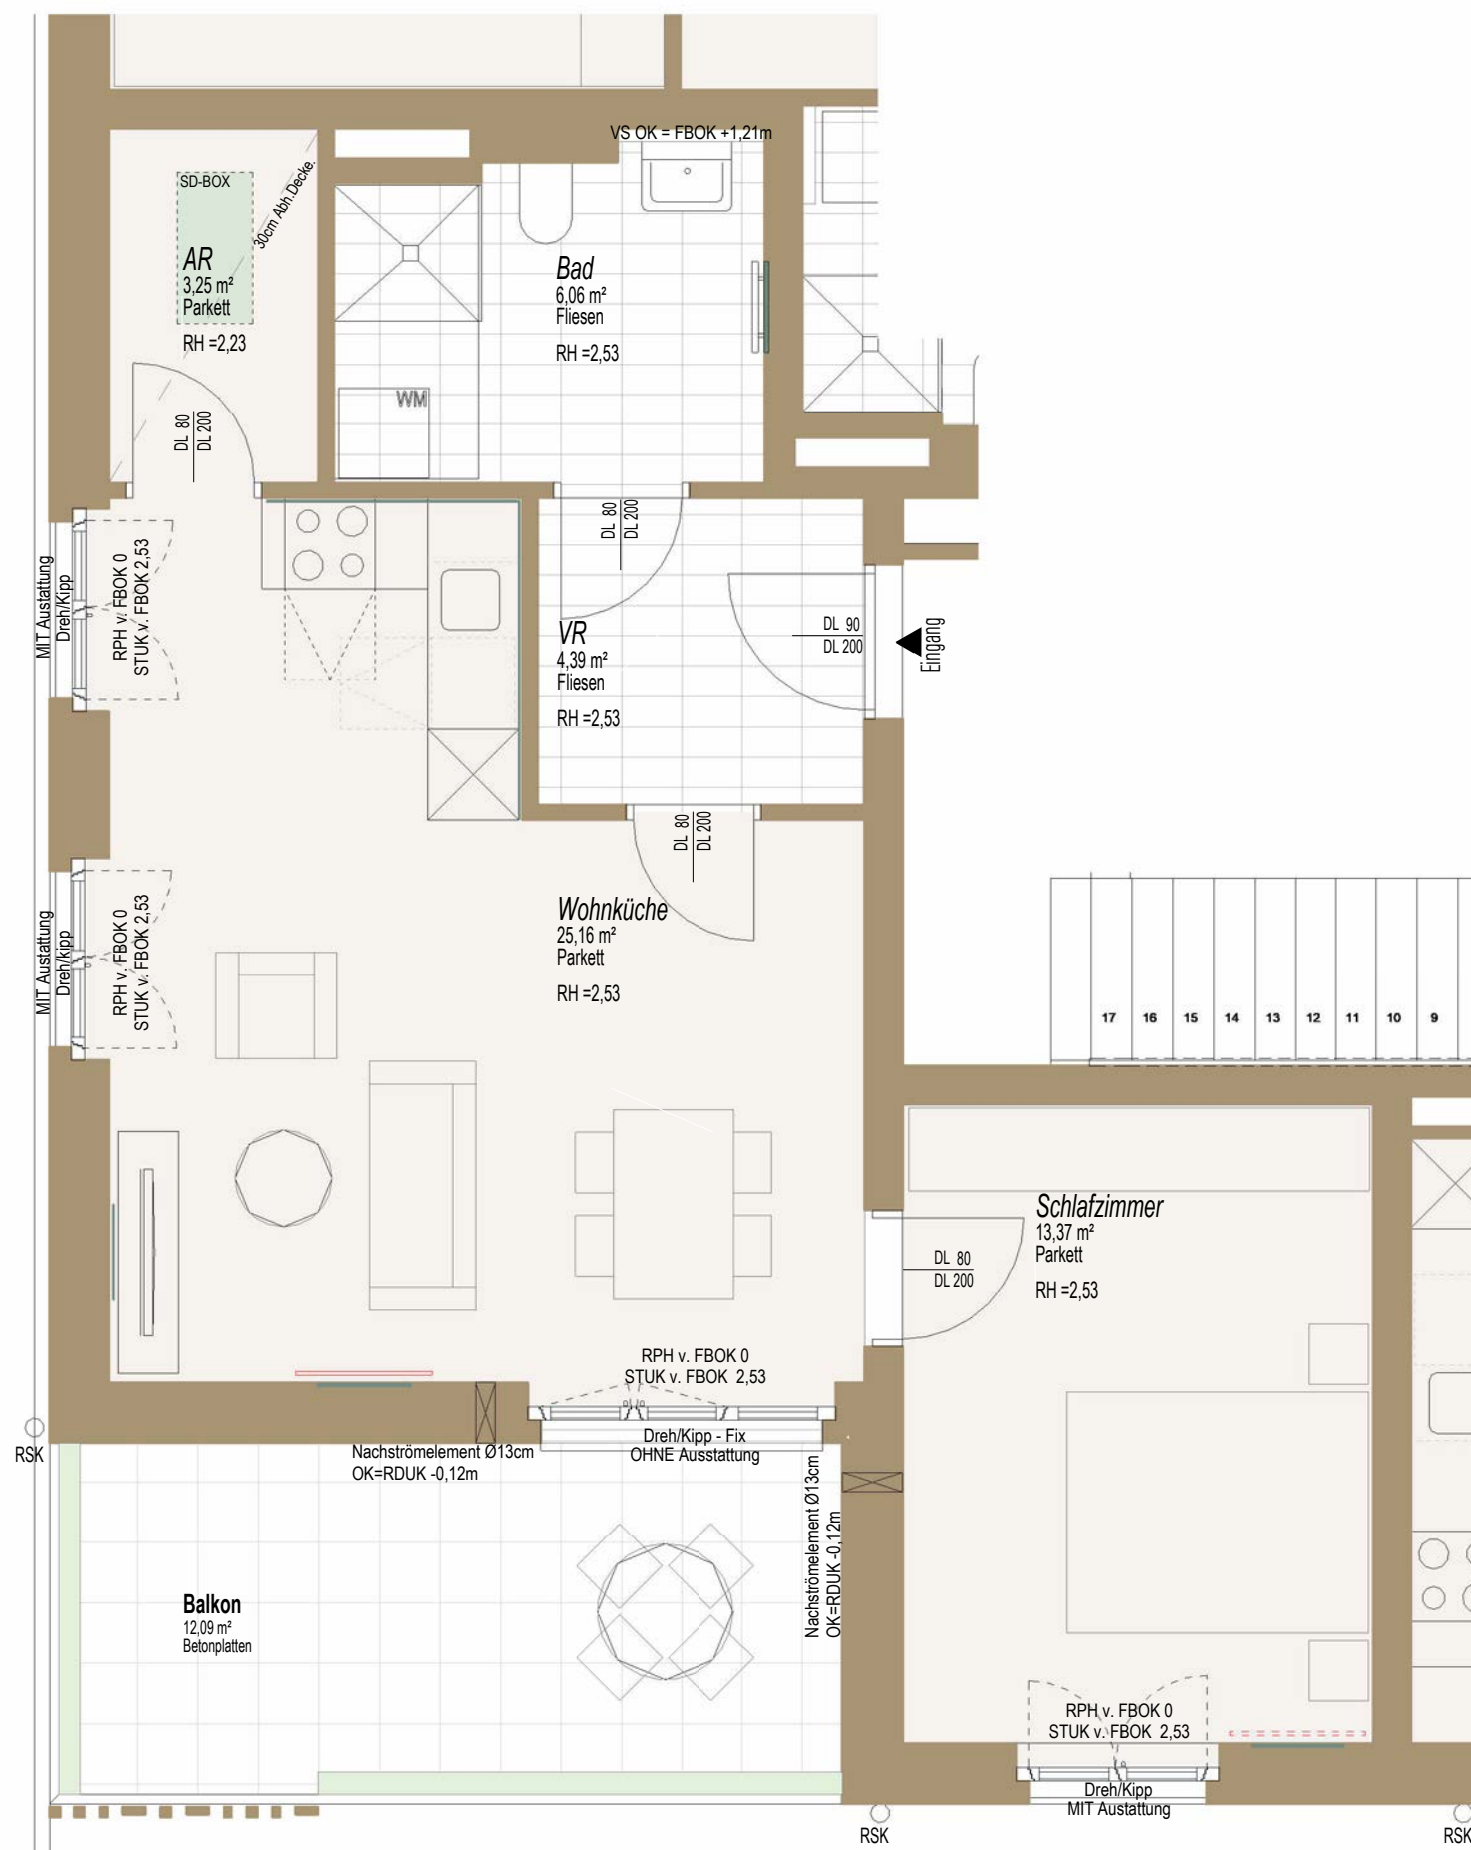 VS OK = FBOK +1,21m
SD-BOX
30cm Abh.Decke.
AR
3,25 m²
Parkett
RH =2,23
Bad
6,06 m²
Fliesen
RH =2,53
WM
DL 80
DL 200
DL 80
DL 200
MIT Austattung
Dreh/Kipp
RPH v. FBOK 0
STUK v. FBOK 2,53
VR
4,39 m²
Fliesen
RH =2,53
DL 90
DL 200
Eingang
DL 80
DL 200
MIT Austattung
Dreh/kipp
RPH v. FBOK 0
STUK v. FBOK 2,53
Wohnküche
25,16 m²
Parkett
RH =2,53
17 16 15 14 13 12 11 10 9
Schlafzimmer
13,37 m²
Parkett
RH =2,53
DL 80
DL 200
RPH v. FBOK 0
STUK v. FBOK 2,53
Dreh/Kipp - Fix
OHNE Ausstattung
RSK
Nachströmelement Ø13cm
OK=RDUK -0,12m
Nachströmelement Ø13cm
OK=RDUK -0,12m
Balkon
12,09 m²
Betonplatten
RPH v. FBOK 0
STUK v. FBOK 2,53
Dreh/Kipp
MIT Austattung
RSK
RSK